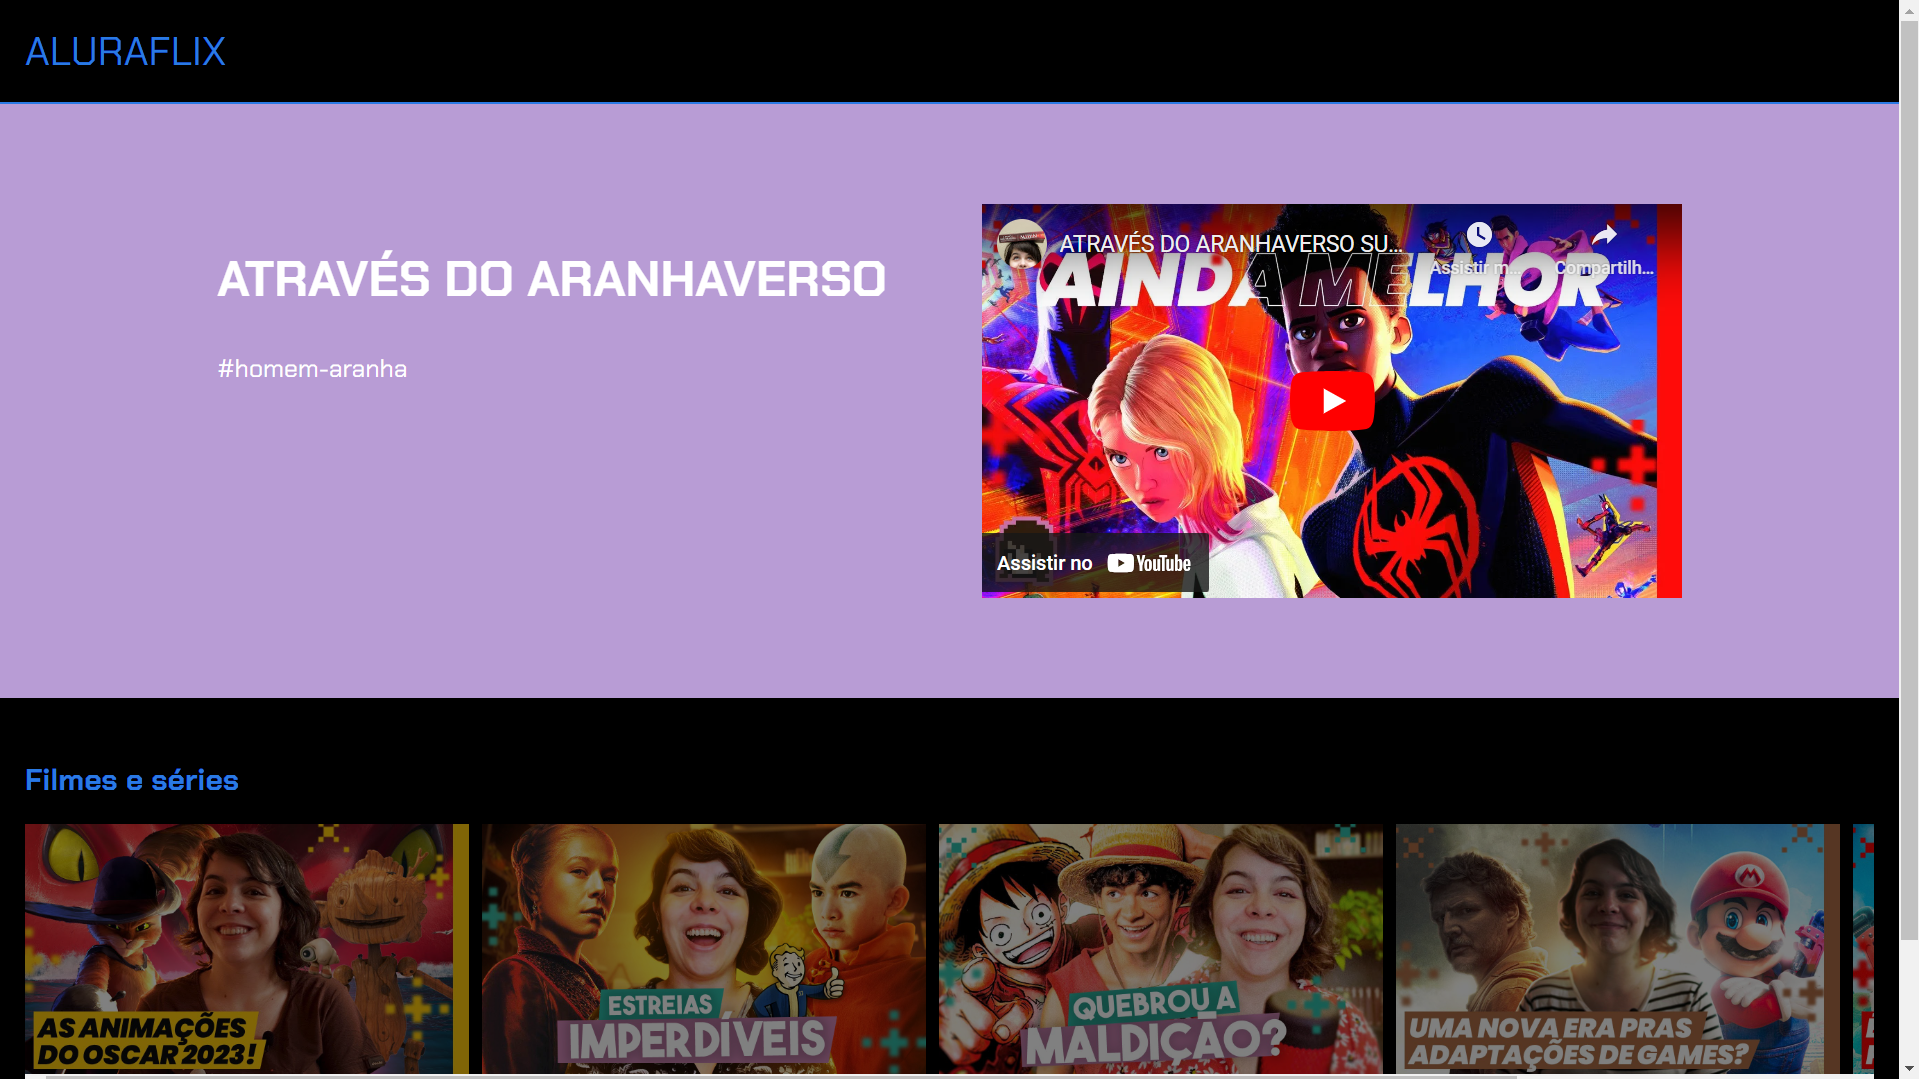 ALURAFLIX
ATRAVÉS DO ARANHAVERSO
#homem-aranha
ATRAVÉS DO ARANHAVERSO SU...
Assistir m...
Compartilh...
AINDA MELHOR
Assistir no YouTube
Filmes e séries
AS ANIMAÇÕES
DO OSCAR 2023!
ESTREIAS
IMPERDÍVEIS
QUEBROU A
MALDIÇÃO?
UMA NOVA ERA PRAS
ADAPTAÇÕES DE GAMES?